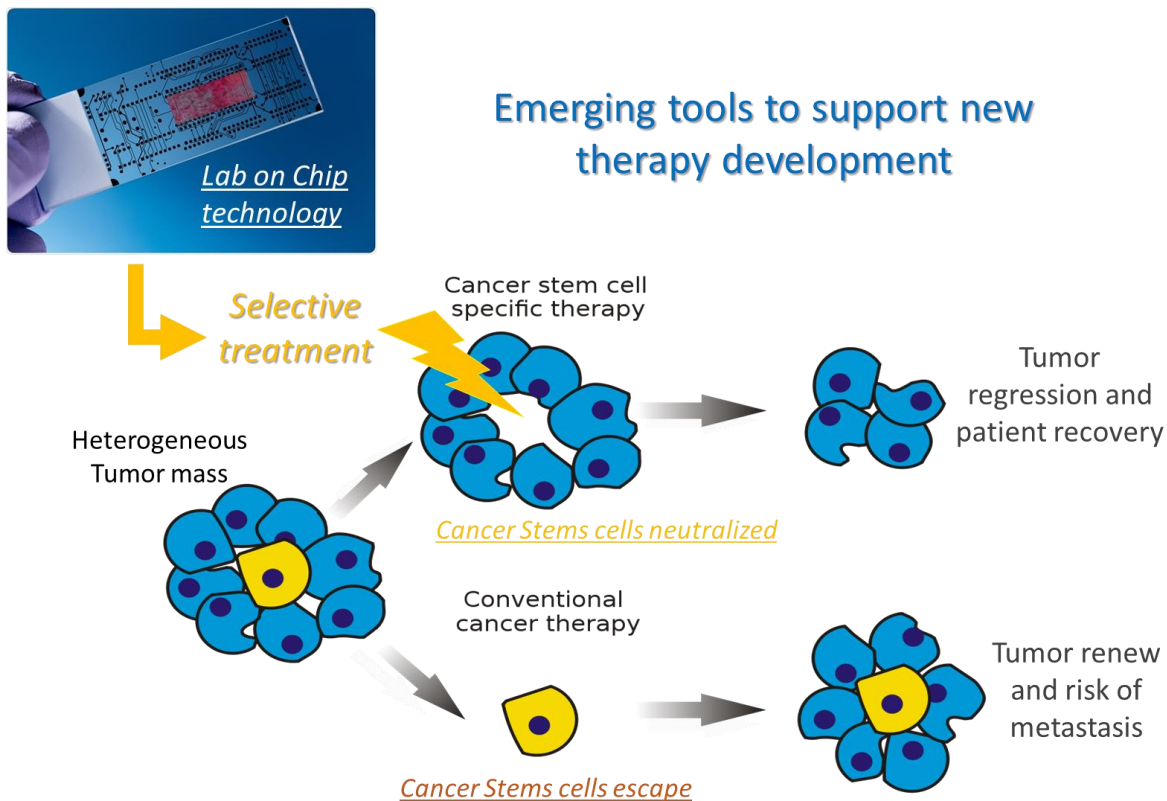 Lab on Chip
technology
Emerging tools to support new
therapy development
Selective
treatment
Cancer stem cell
specific therapy
Tumor
regression and
patient recovery
Heterogeneous
Tumor mass
Cancer Stems cells neutralized
Conventional
cancer therapy
Tumor renew
and risk of
metastasis
Cancer Stems cells escape